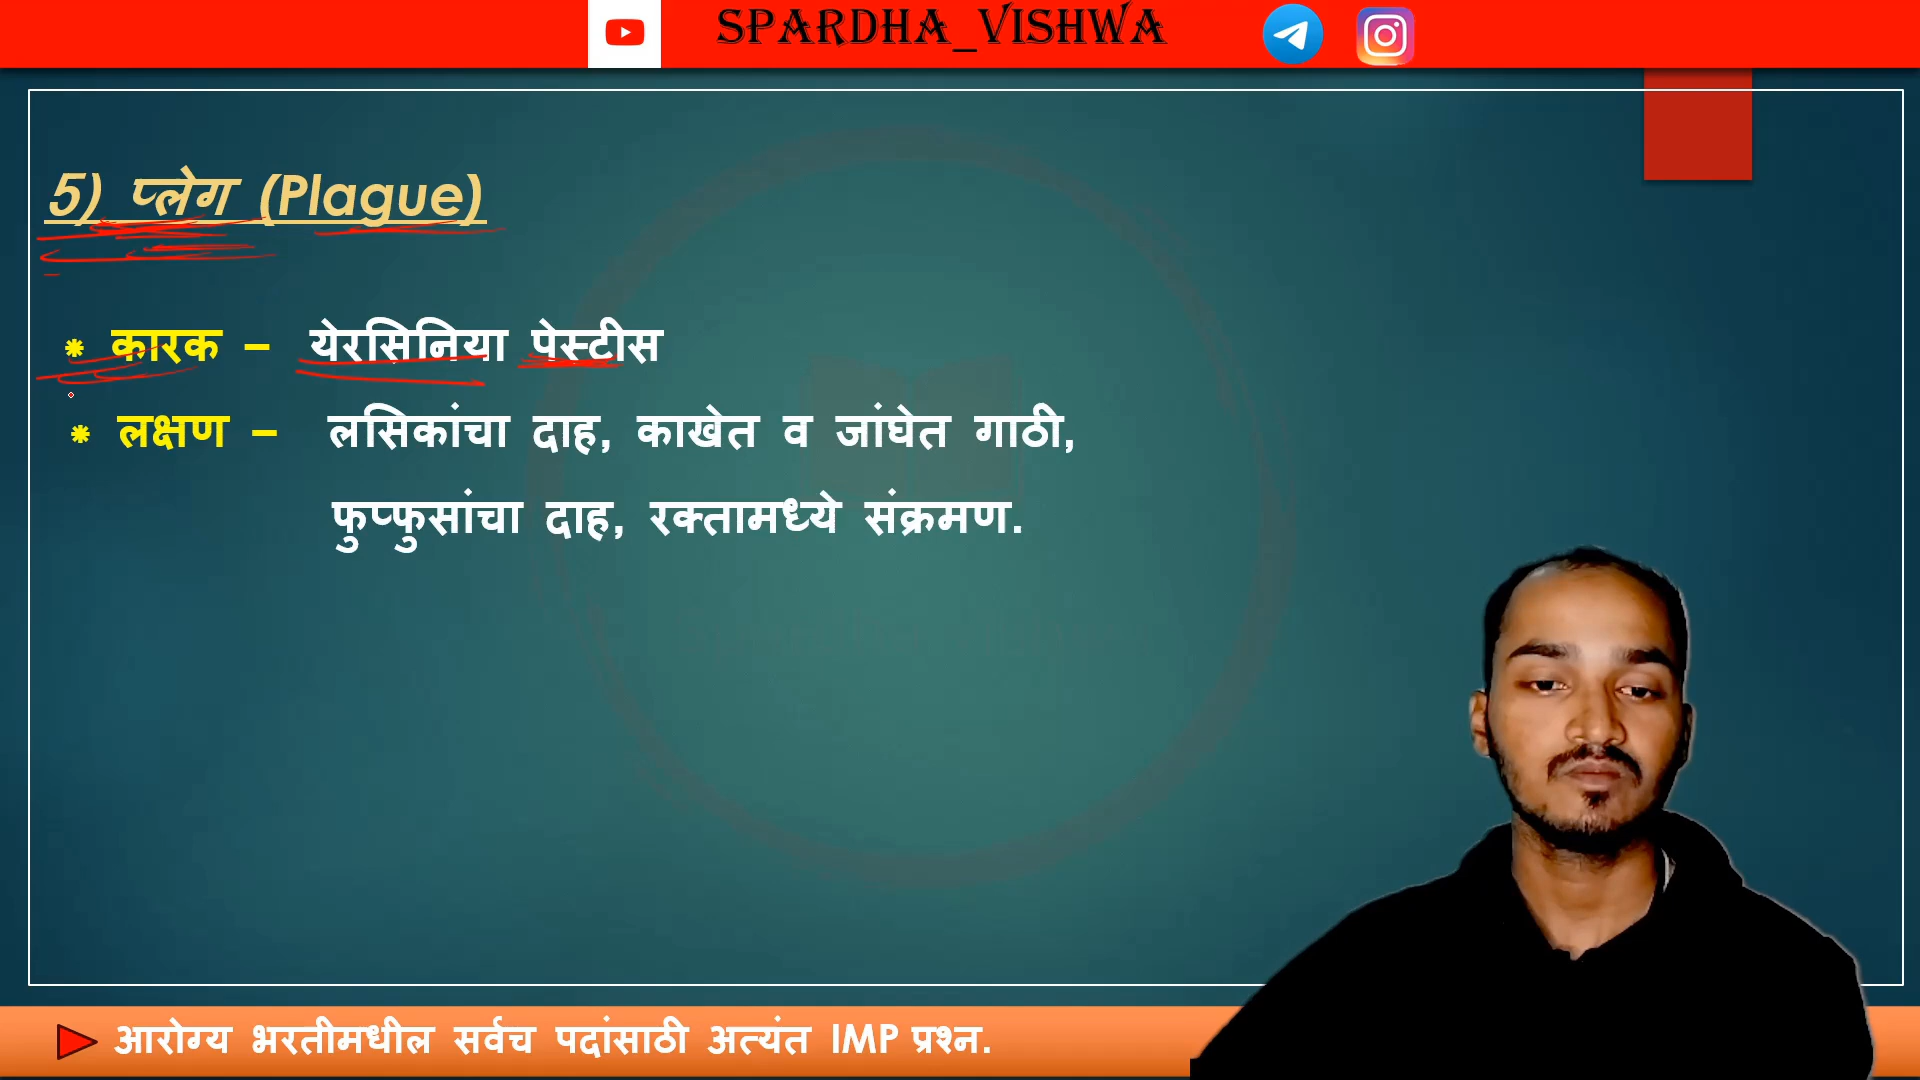 SPARDHA_VISHWA
5) प्लेग (Plague)
* कारक – येरसिनिया पेस्टीस
* लक्षण – लसिकांचा दाह, काखेत व जांघेत गाठी,
फुप्फुसांचा दाह, रक्तामध्ये संक्रमण.
आरोग्य भरतीमधील सर्वच पदांसाठी अत्यंत IMP प्रश्न.